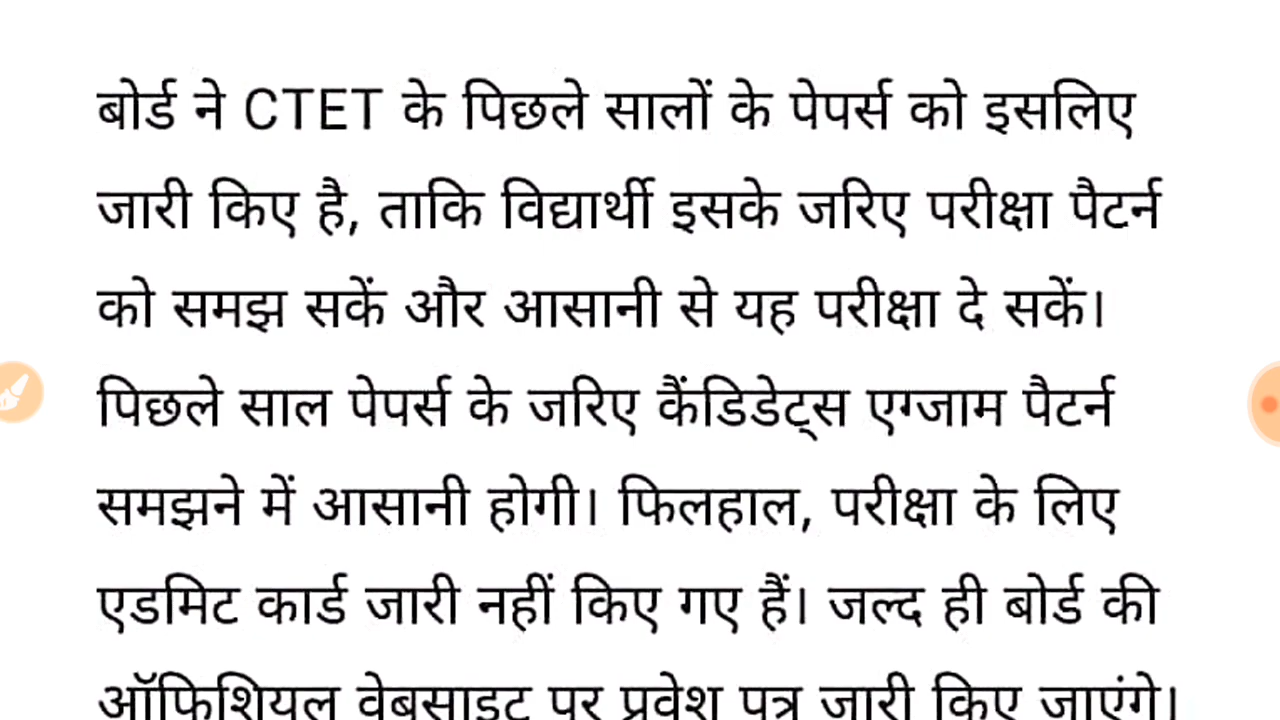 बोर्ड ने CTET के पिछले सालों के पेपर्स को इसलिए
जारी किए है, ताकि विद्यार्थी इसके जरिए परीक्षा पैटर्न
को समझ सकें और आसानी से यह परीक्षा दे सकें।
पिछले साल पेपर्स के जरिए कैंडिडेट्स एग्जाम पैटर्न
समझने में आसानी होगी। फिलहाल, परीक्षा के लिए
एडमिट कार्ड जारी नहीं किए गए हैं। जल्द ही बोर्ड की
ऑफिशियल वेबसाइट पर प्रवेश पत्र जारी किए जाएंगे।